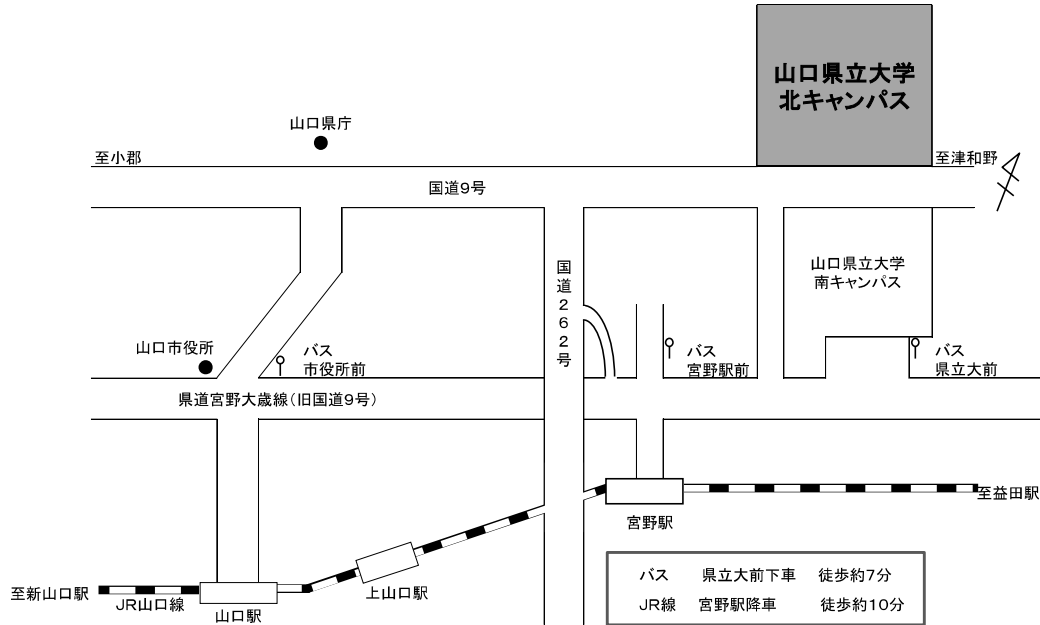 山口県立大学
北キャンパス
山口県庁
至小郡
至津和野
国道9号
山口県立大学
南キャンパス
国道262号
山口市役所
バス
市役所前
バス
宮野駅前
バス
県立大前
県道宮野大歳線(旧国道9号)
至益田駅
宮野駅
至新山口駅
JR山口線
山口駅
上山口駅
バス 県立大前下車 徒歩約7分
JR線 宮野駅降車 徒歩約10分